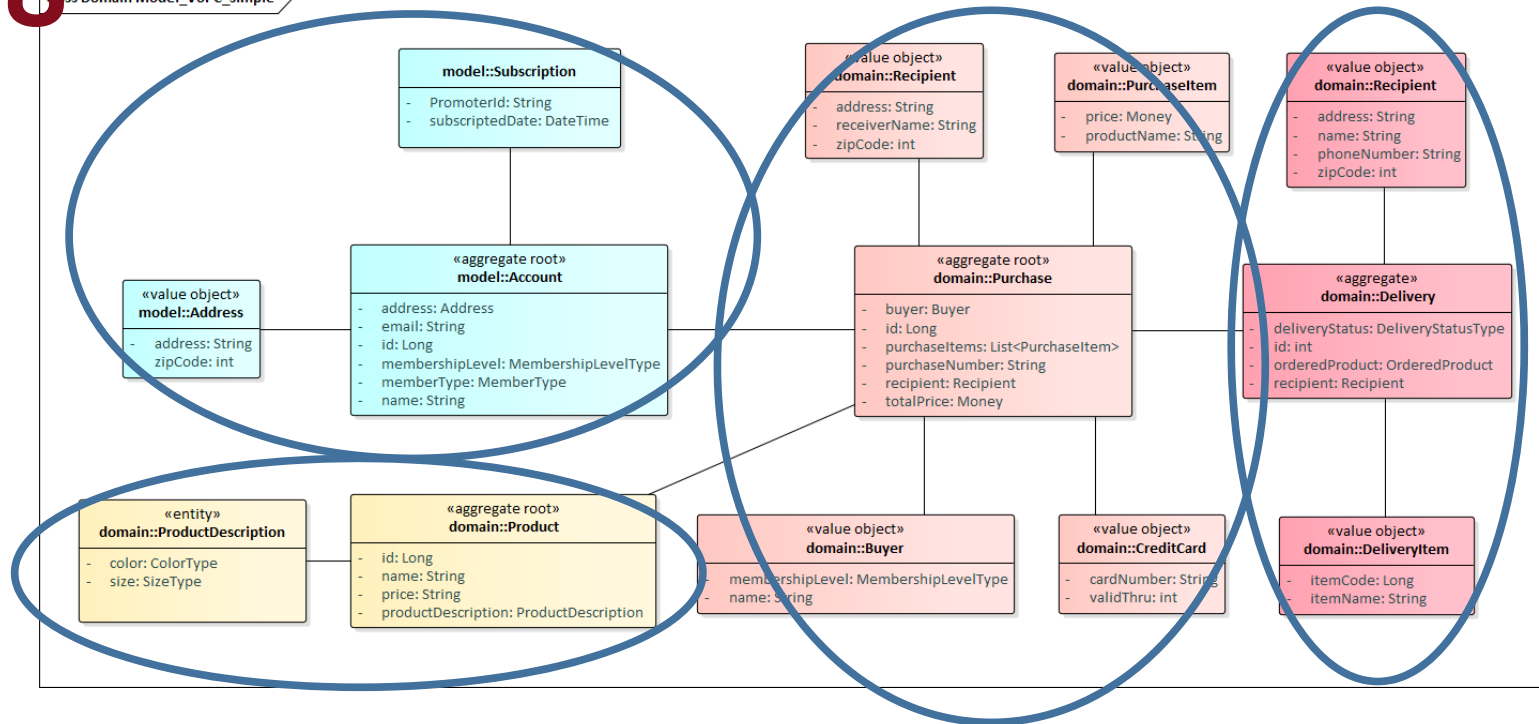 Domain Model_VOPC_simple
model::Subscription
- PromoterId: String
- subscriptedDate: DateTime
«value object»
model::Address
- address: String
- zipCode: int
«aggregate root»
model::Account
- address: Address
- email: String
- id: Long
- membershipLevel: MembershipLevelType
- memberType: MemberType
- name: String
«entity»
domain::ProductDescription
- color: ColorType
- size: SizeType
«aggregate root»
domain::Product
- id: Long
- name: String
- price: String
- productDescription: ProductDescription
«value object»
domain::Recipient
- address: String
- receiverName: String
- zipCode: int
«value object»
domain::PurchaseItem
- price: Money
- productName: String
«aggregate root»
domain::Purchase
- buyer: Buyer
- id: Long
- purchaseItems: List<PurchaseItem>
- purchaseNumber: String
- recipient: Recipient
- totalPrice: Money
«value object»
domain::Buyer
- membershipLevel: MembershipLevelType
- name: String
«value object»
domain::CreditCard
- cardNumber: String
- validThru: int
«value object»
domain::Recipient
- address: String
- name: String
- phoneNumber: String
- zipCode: int
«aggregate»
domain::Delivery
- deliveryStatus: DeliveryStatusType
- id: int
- orderedProduct: OrderedProduct
- recipient: Recipient
«value object»
domain::DeliveryItem
- itemCode: Long
- itemName: String